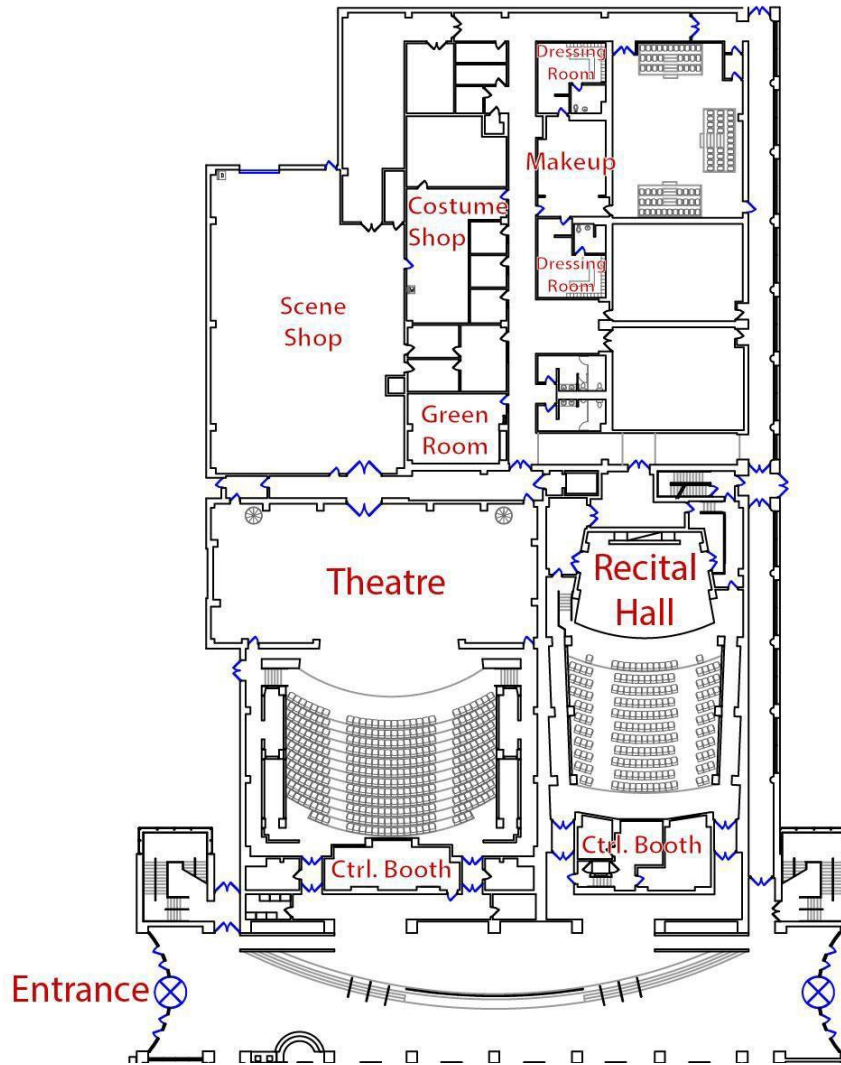 Dressing
Room
Makeup
Costume
Shop
Dressing
Room
Scene
Shop
Green
Room
Theatre
Recital
Hall
Ctrl. Booth
Ctrl. Booth
Entrance